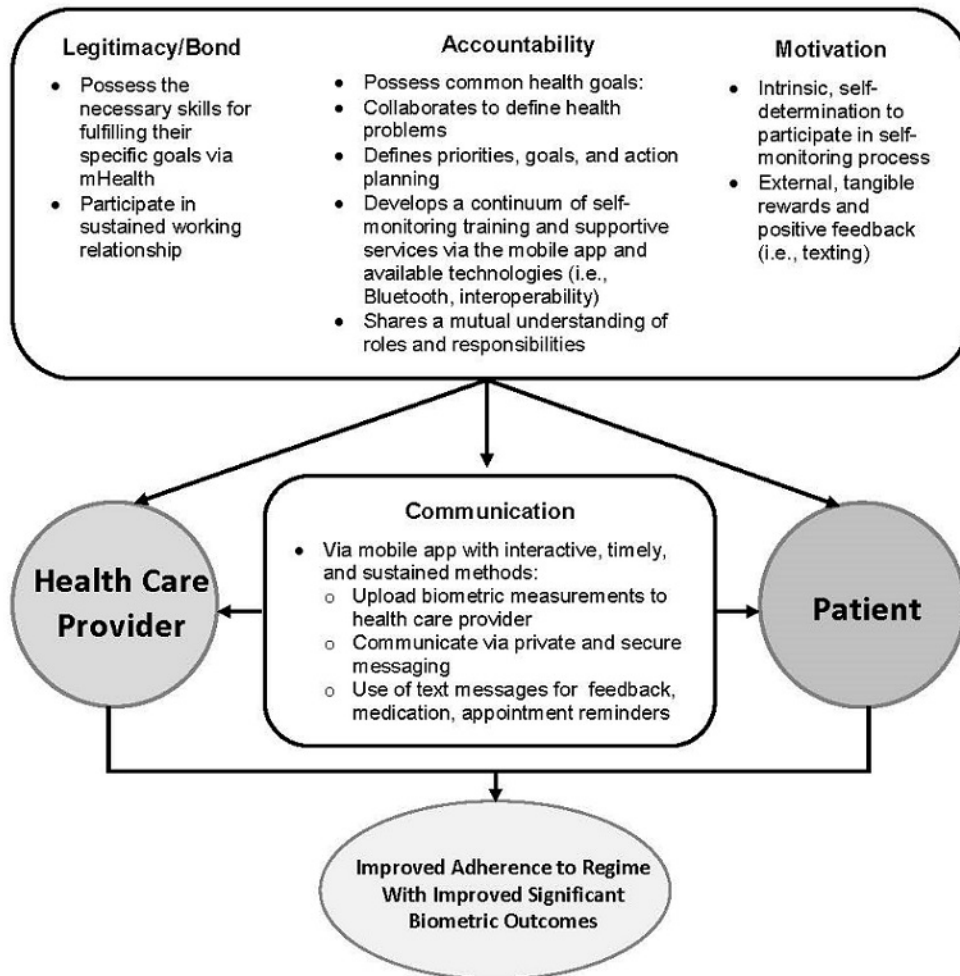 Legitimacy/Bond
• Possess the
necessary skills for
fulfilling their
specific goals via
mHealth
• Participate in
sustained working
relationship
Accountability
• Possess common health goals:
• Collaborates to define health
problems
• Defines priorities, goals, and action
planning
• Develops a continuum of self-
monitoring training and supportive
services via the mobile app and
available technologies (i.e.,
Bluetooth, interoperability)
• Shares a mutual understanding of
roles and responsibilities
Motivation
• Intrinsic, self-
determination to
participate in self-
monitoring process
• External, tangible
rewards and
positive feedback
(i.e., texting)
Health Care
Provider
Communication
• Via mobile app with interactive, timely,
and sustained methods:
o Upload biometric measurements to
health care provider
o Communicate via private and secure
messaging
o Use of text messages for feedback,
medication, appointment reminders
Patient
Improved Adherence to Regime
With Improved Significant
Biometric Outcomes